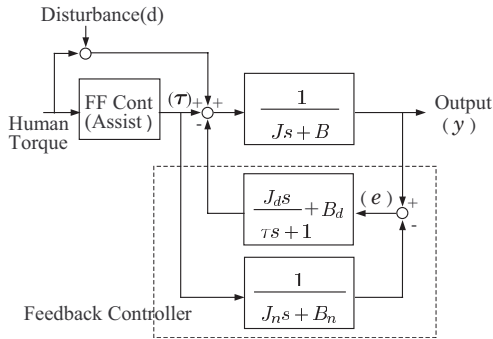 Disturbance(d)
FF Cont
(Assist )
(τ)
+
+
-
1
Js + B
Output
(y)
Human
Torque
J_d s
τs + 1
+ B_d
(e)
+
-
1
J_n s + B_n
Feedback Controller